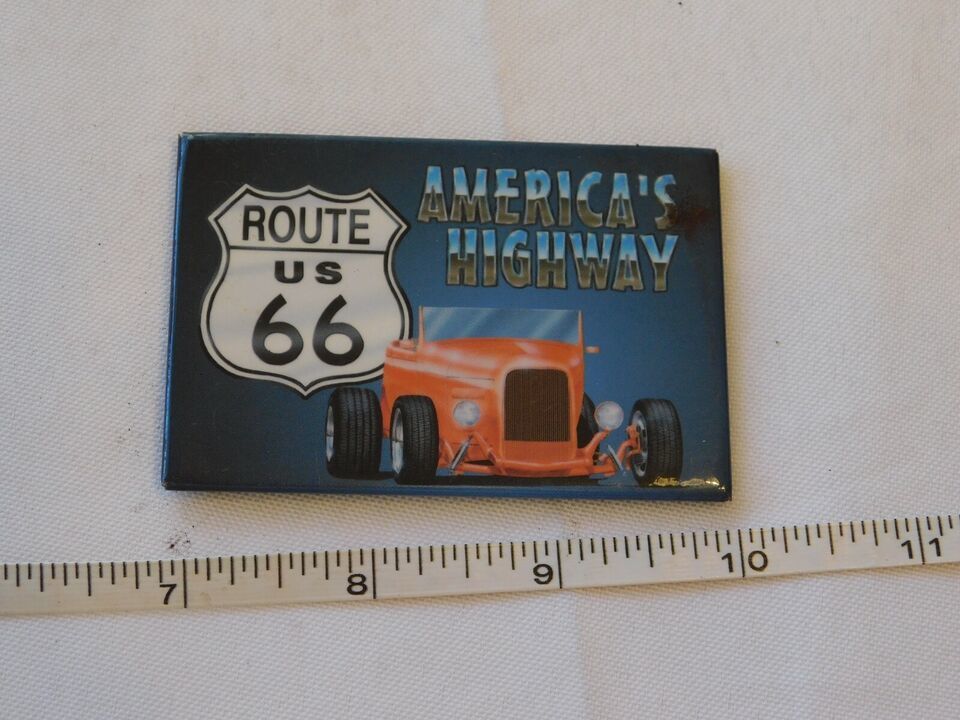 ROUTE
US
66
AMERICA'S
HIGHWAY
7 8 9 10 11